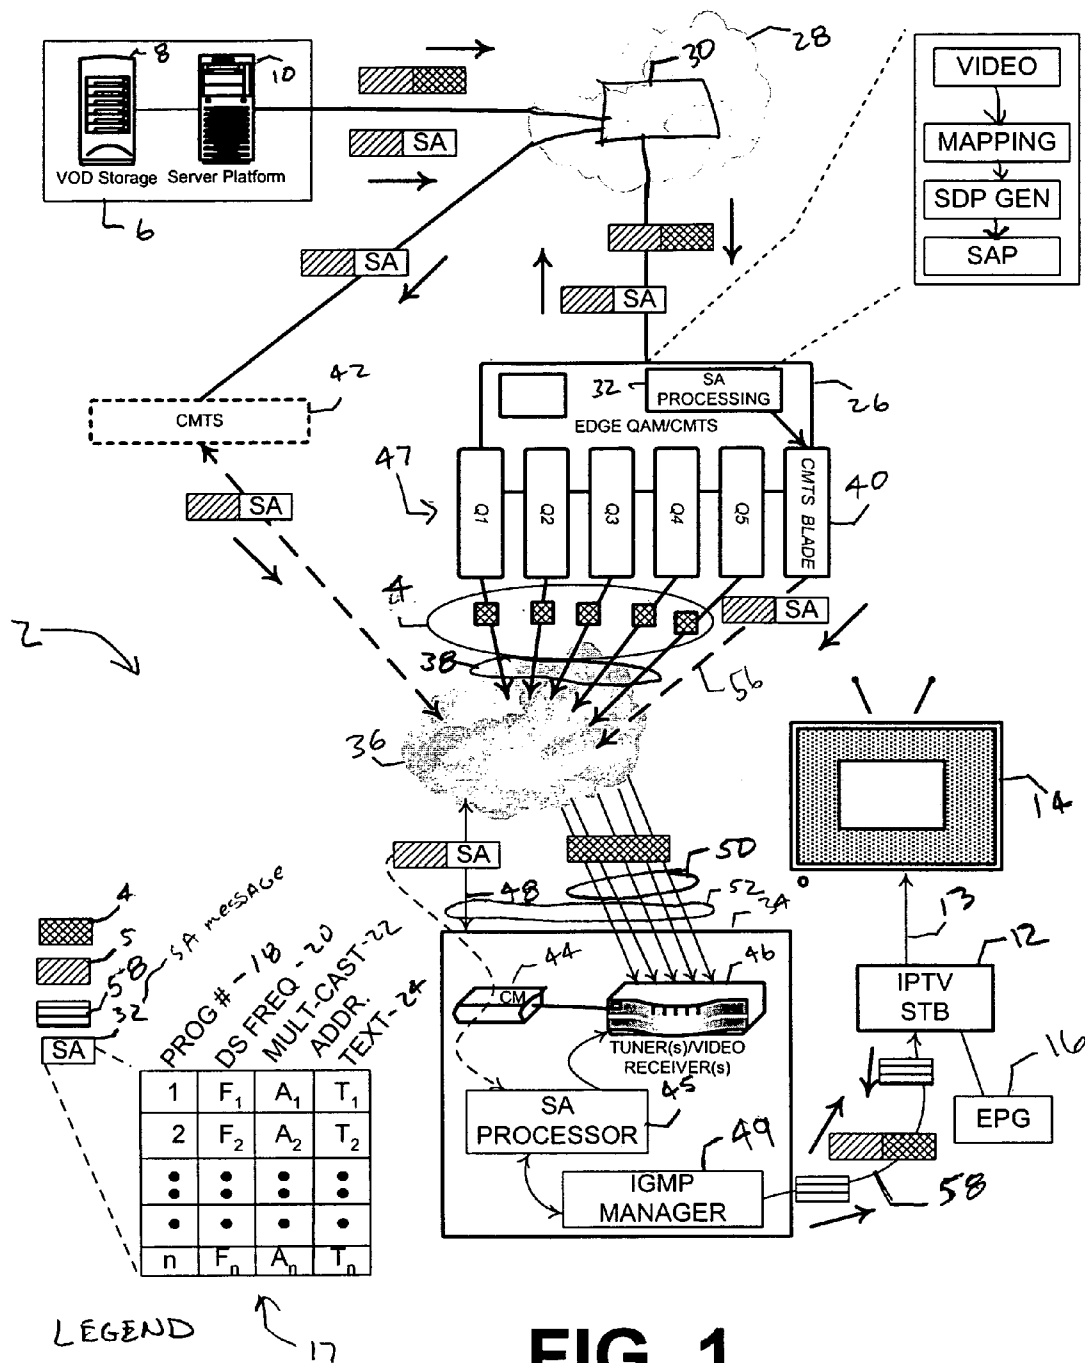 8
10
VOD Storage
Server Platform
6
SA
30
28
VIDEO
MAPPING
SDP GEN
SAP
SA
SA
42
CMTS
32
SA
PROCESSING
EDGE QAM/CMTS
26
47
Q1
Q2
Q3
Q4
Q5
CMTS BLADE
40
SA
4
SA
38
56
2
36
14
SA
50
48
52
34
13
12
IPTV
STB
16
EPG
44
CM
46
TUNER(s)/VIDEO
RECEIVER(s)
45
SA
PROCESSOR
49
IGMP
MANAGER
58
4
5
58
32
SA message
SA
PROG # - 18
DS FREQ - 20
MULT-CAST - 22
ADDR.
TEXT - 24
1 F1 A1 T1
2 F2 A2 T2
n Fn An Tn
LEGEND
17
FIG. 1